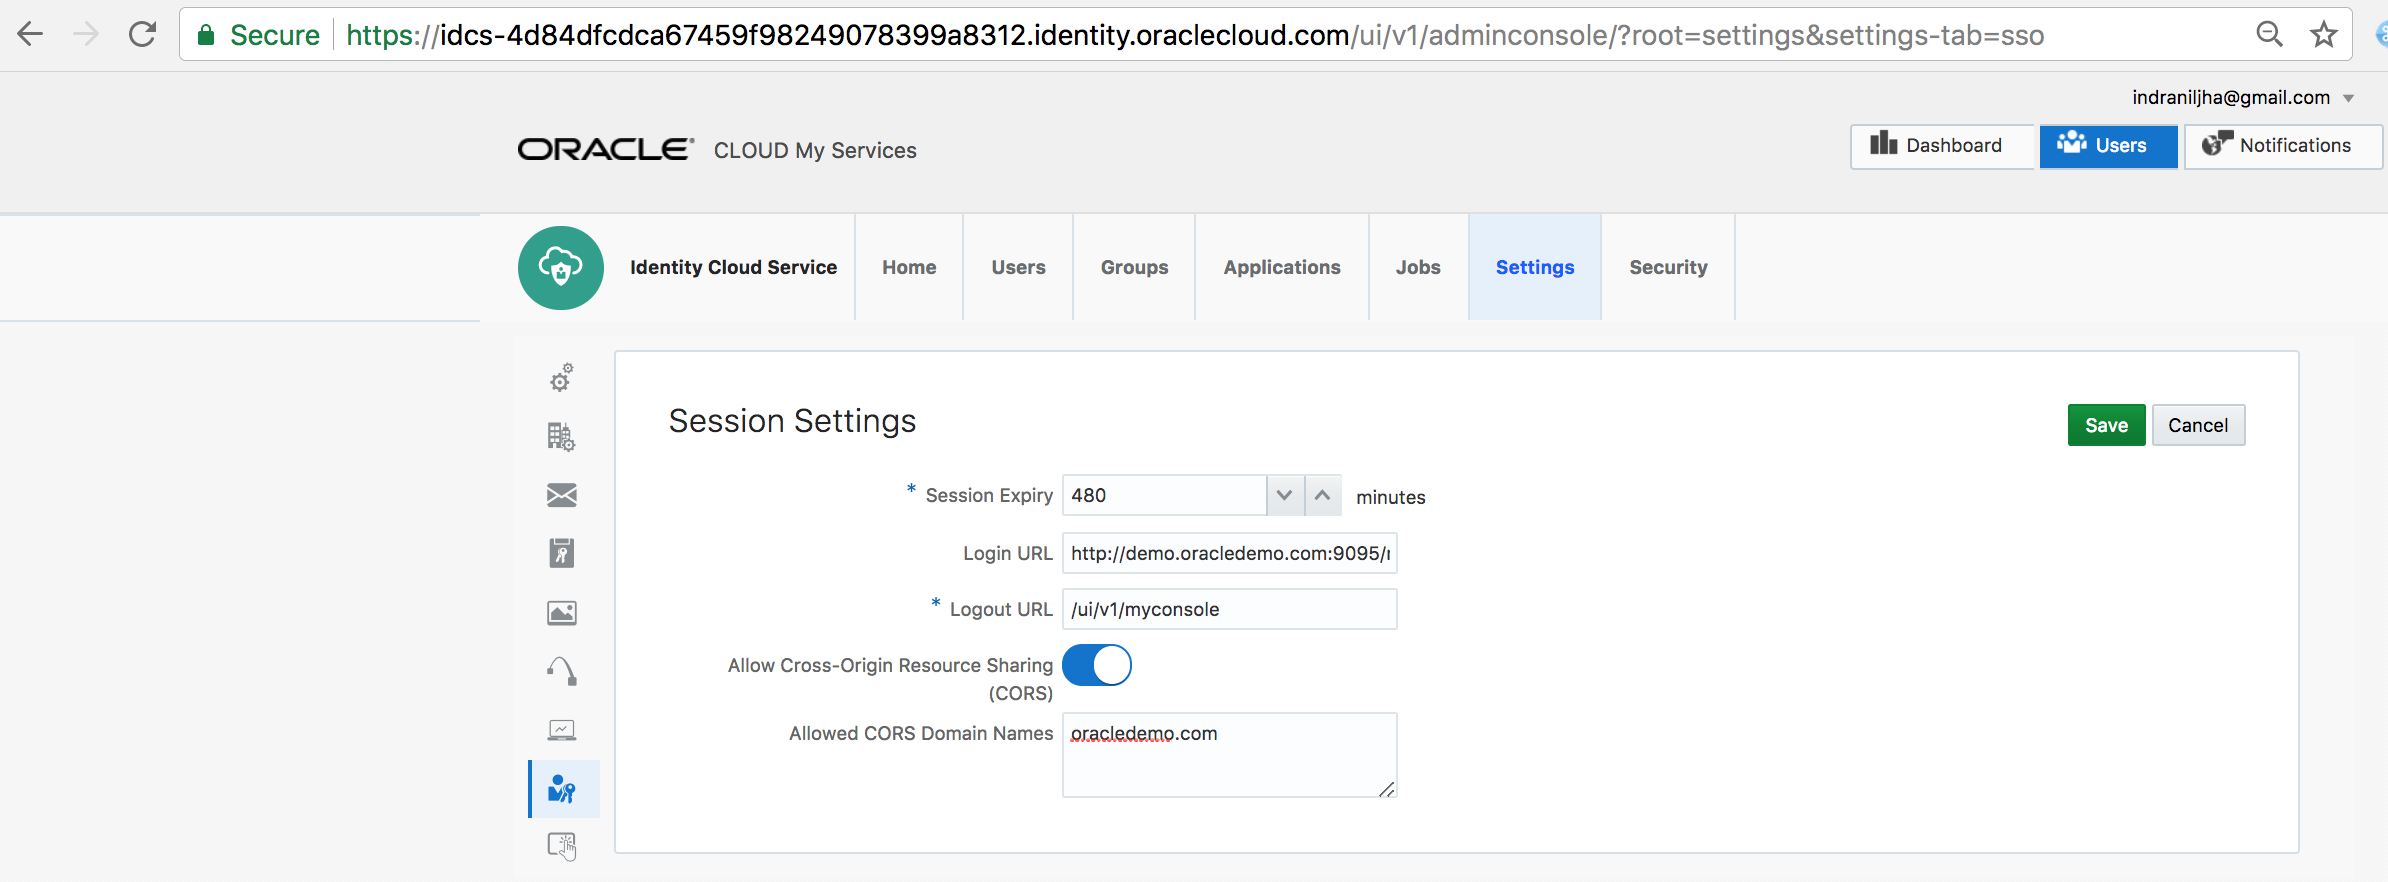 Secure https://idcs-4d84dfcdca67459f98249078399a8312.identity.oraclecloud.com/ui/v1/adminconsole/?root=settings&settings-tab=sso
indraniljha@gmail.com
ORACLE® CLOUD My Services
Dashboard Users Notifications
Identity Cloud Service Home Users Groups Applications Jobs Settings Security
Session Settings
Save Cancel
* Session Expiry 480 minutes
Login URL http://demo.oracledemo.com:9095/r
* Logout URL /ui/v1/myconsole
Allow Cross-Origin Resource Sharing
(CORS)
Allowed CORS Domain Names oracledemo.com